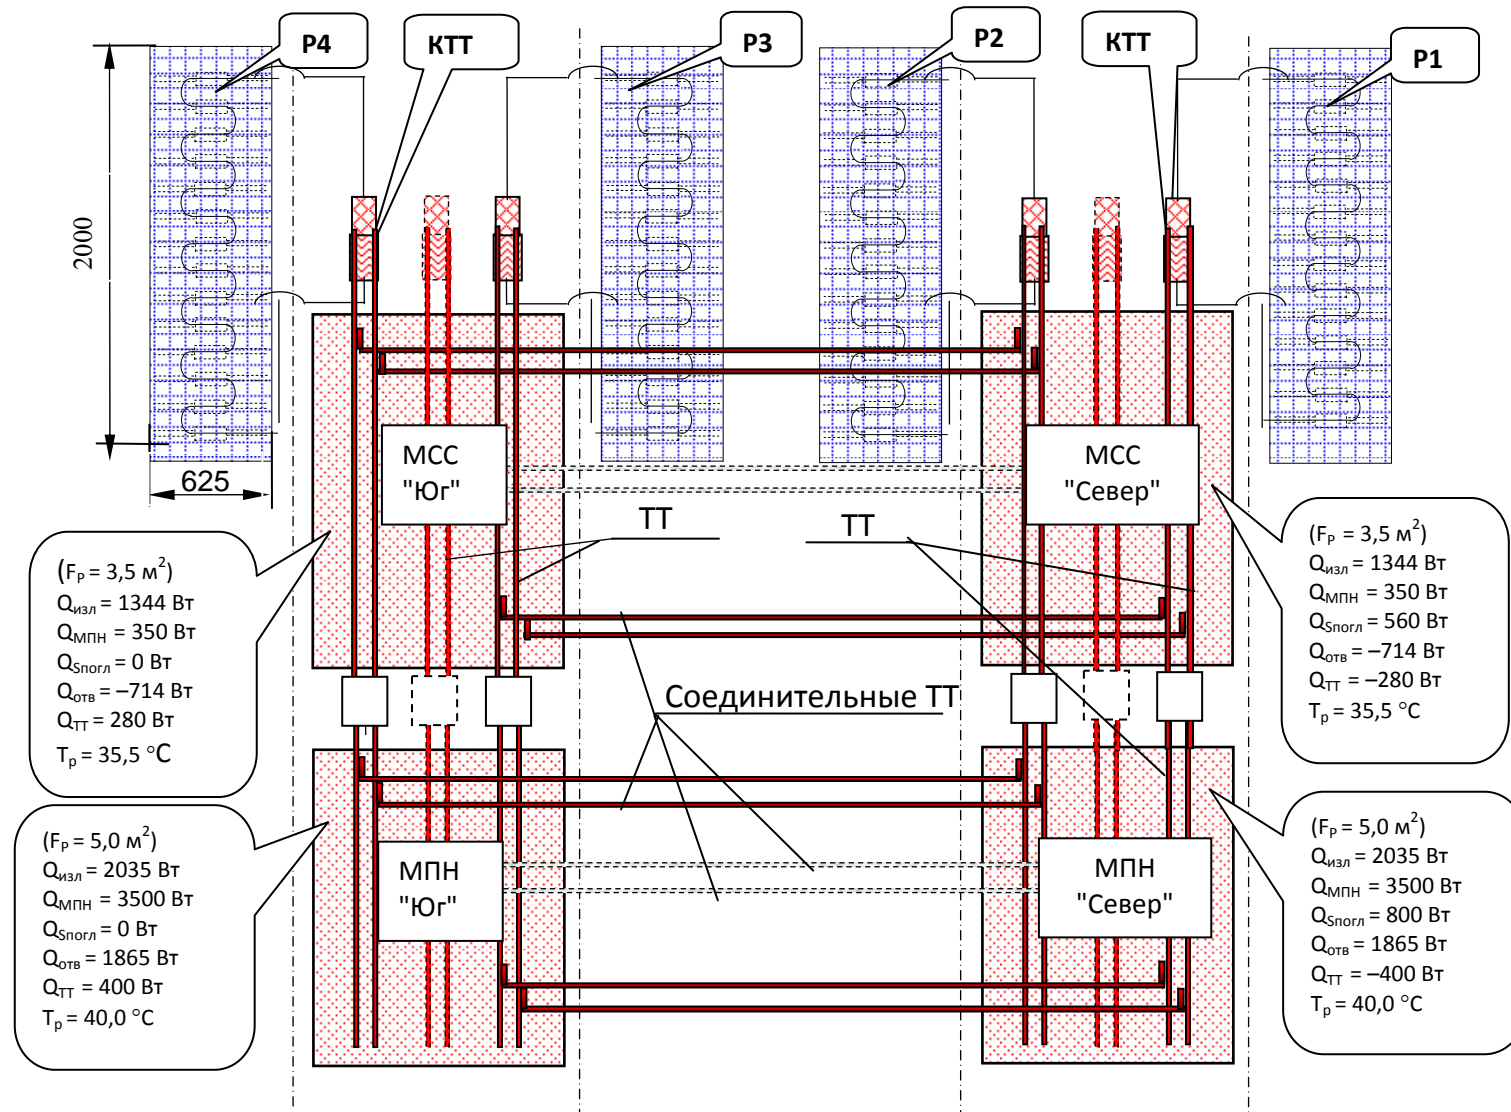 Р4
КТТ
Р3
Р2
КТТ
Р1
2000
625
МСС
"Юг"
МСС
"Север"
ТТ
ТТ
(Fᵨ = 3,5 м²)
Qизл = 1344 Вт
QМПН = 350 Вт
QSпогл = 0 Вт
Qотв = –714 Вт
QТТ = 280 Вт
Тр = 35,5 °С
(FР = 3,5 м²)
Qизл = 1344 Вт
QМПН = 350 Вт
QSпогл = 560 Вт
Qотв = –714 Вт
QТТ = –280 Вт
Тр = 35,5 °С
Соединительные ТТ
(FР = 5,0 м²)
Qизл = 2035 Вт
QМПН = 3500 Вт
QSпогл = 0 Вт
Qотв = 1865 Вт
QТТ = 400 Вт
Тр = 40,0 °С
МПН
"Юг"
МПН
"Север"
(FР = 5,0 м²)
Qизл = 2035 Вт
QМПН = 3500 Вт
QSпогл = 800 Вт
Qотв = 1865 Вт
QТТ = –400 Вт
Тр = 40,0 °С